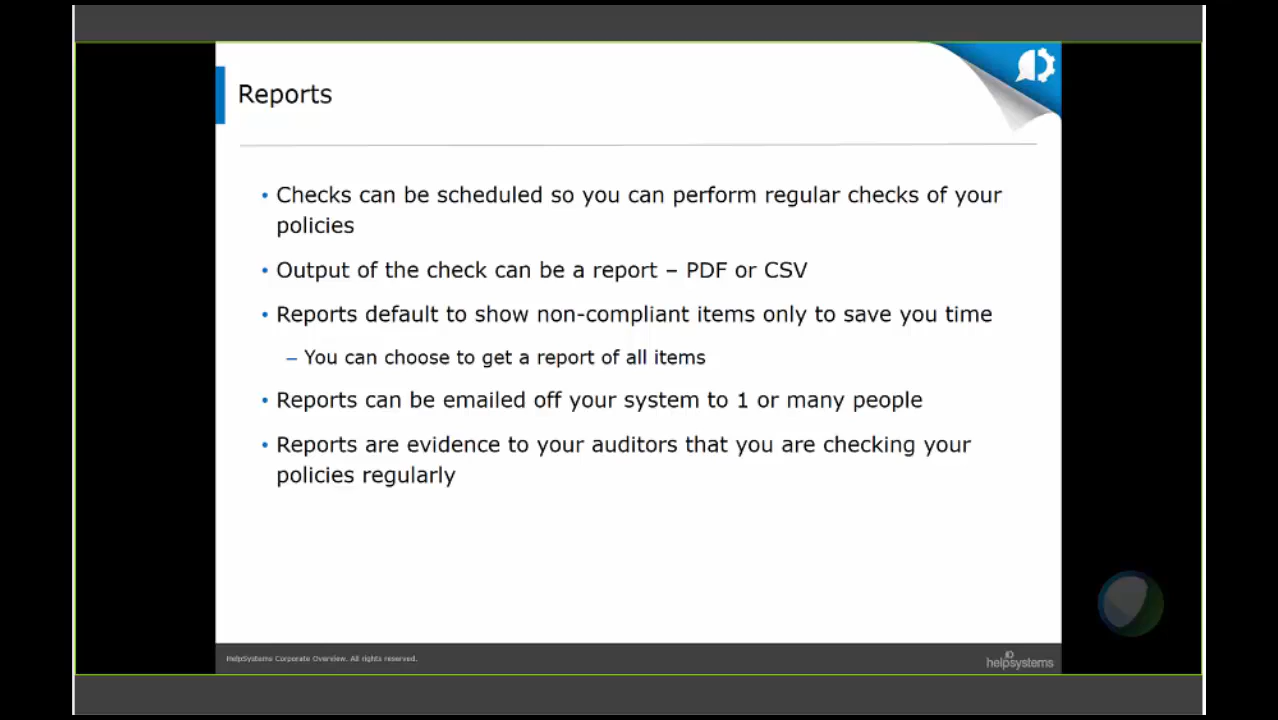 Reports
• Checks can be scheduled so you can perform regular checks of your
policies
• Output of the check can be a report – PDF or CSV
• Reports default to show non-compliant items only to save you time
– You can choose to get a report of all items
• Reports can be emailed off your system to 1 or many people
• Reports are evidence to your auditors that you are checking your
policies regularly
HelpSystems Corporate Overview. All rights reserved.
helpsystems